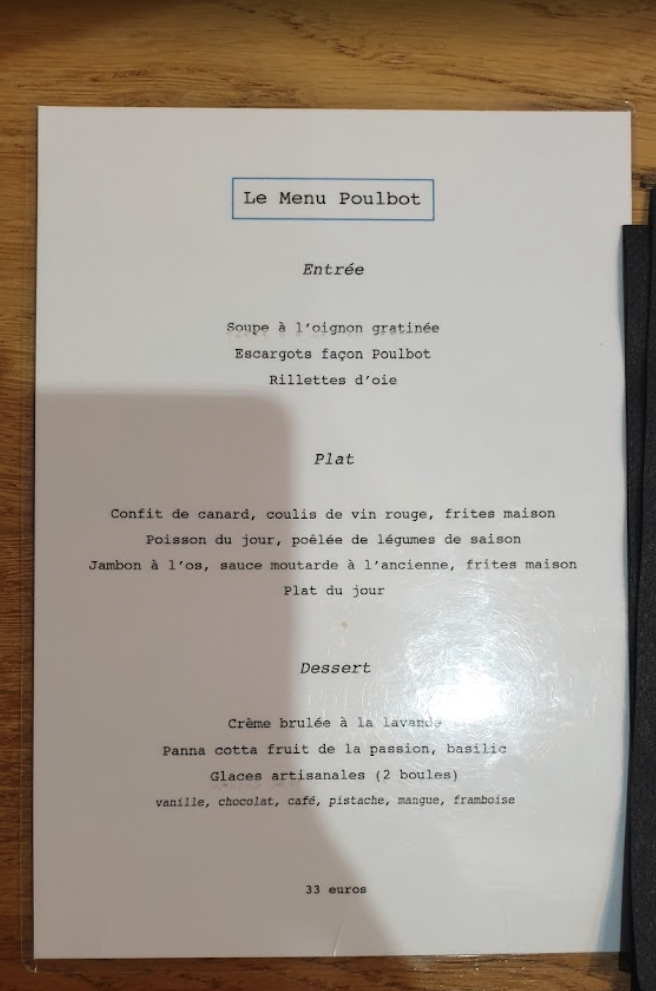 Le Menu Poulbot
Entrée
Soupe à l'oignon gratinée
Escargots façon Poulbot
Rillettes d'oie
Plat
Confit de canard, coulis de vin rouge, frites maison
Poisson du jour, poêlée de légumes de saison
Jambon à l'os, sauce moutarde à l'ancienne, frites maison
Plat du jour
Dessert
Crème brulée à la lavande
Panna cotta fruit de la passion, basilic
Glaces artisanales (2 boules)
vanille, chocolat, café, pistache, mangue, framboise
33 euros